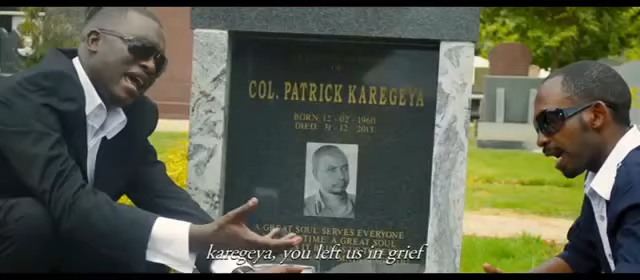 OF
COL. PATRICK KAREGEYA
BORN: 12 - 02 - 1960
DIED: 31 - 12 - 2013
A GREAT SOUL SERVES EVERYONE
TIME. A GREAT SOUL
karegeya, you left us in grief